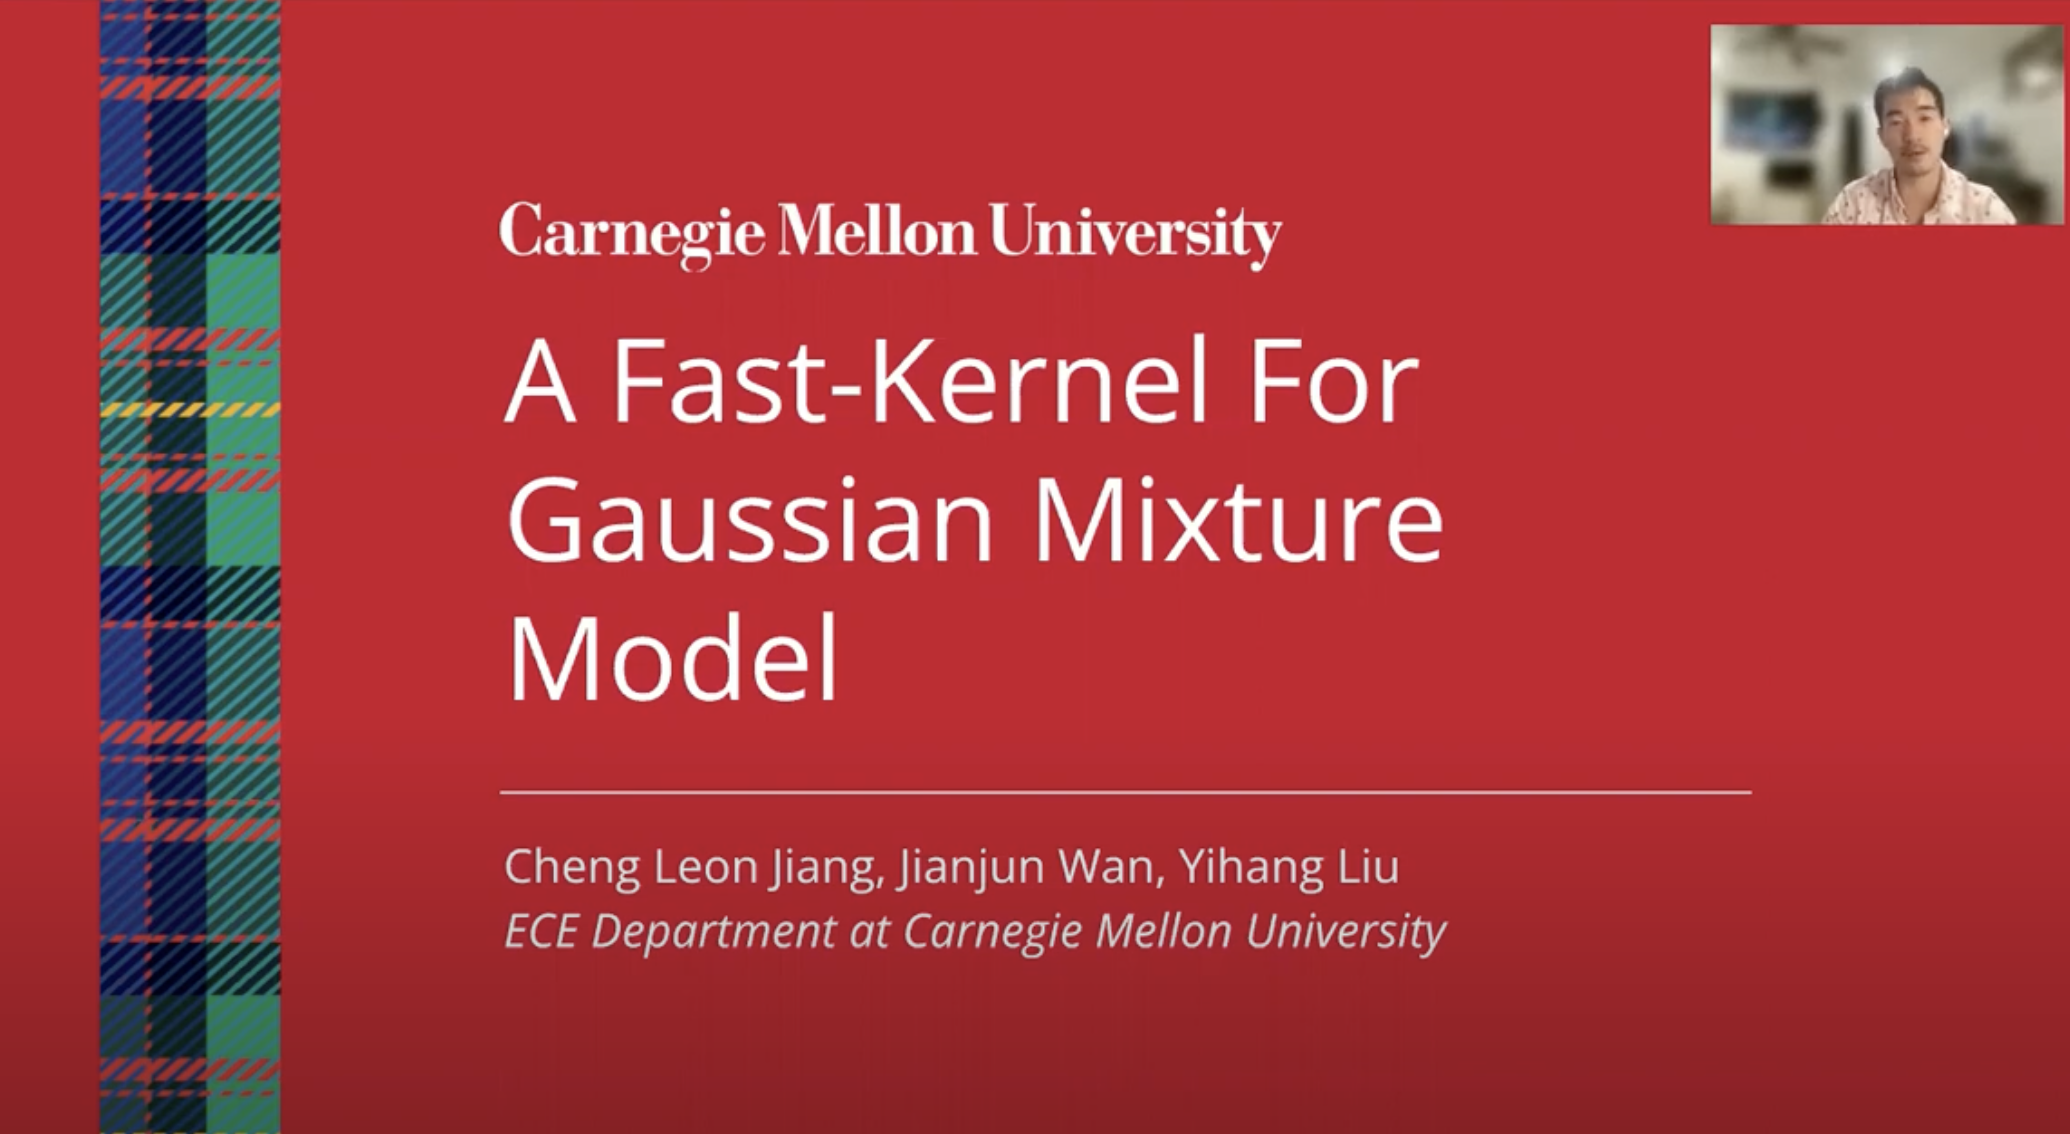 Carnegie Mellon University
A Fast-Kernel For
Gaussian Mixture
Model
Cheng Leon Jiang, Jianjun Wan, Yihang Liu
ECE Department at Carnegie Mellon University